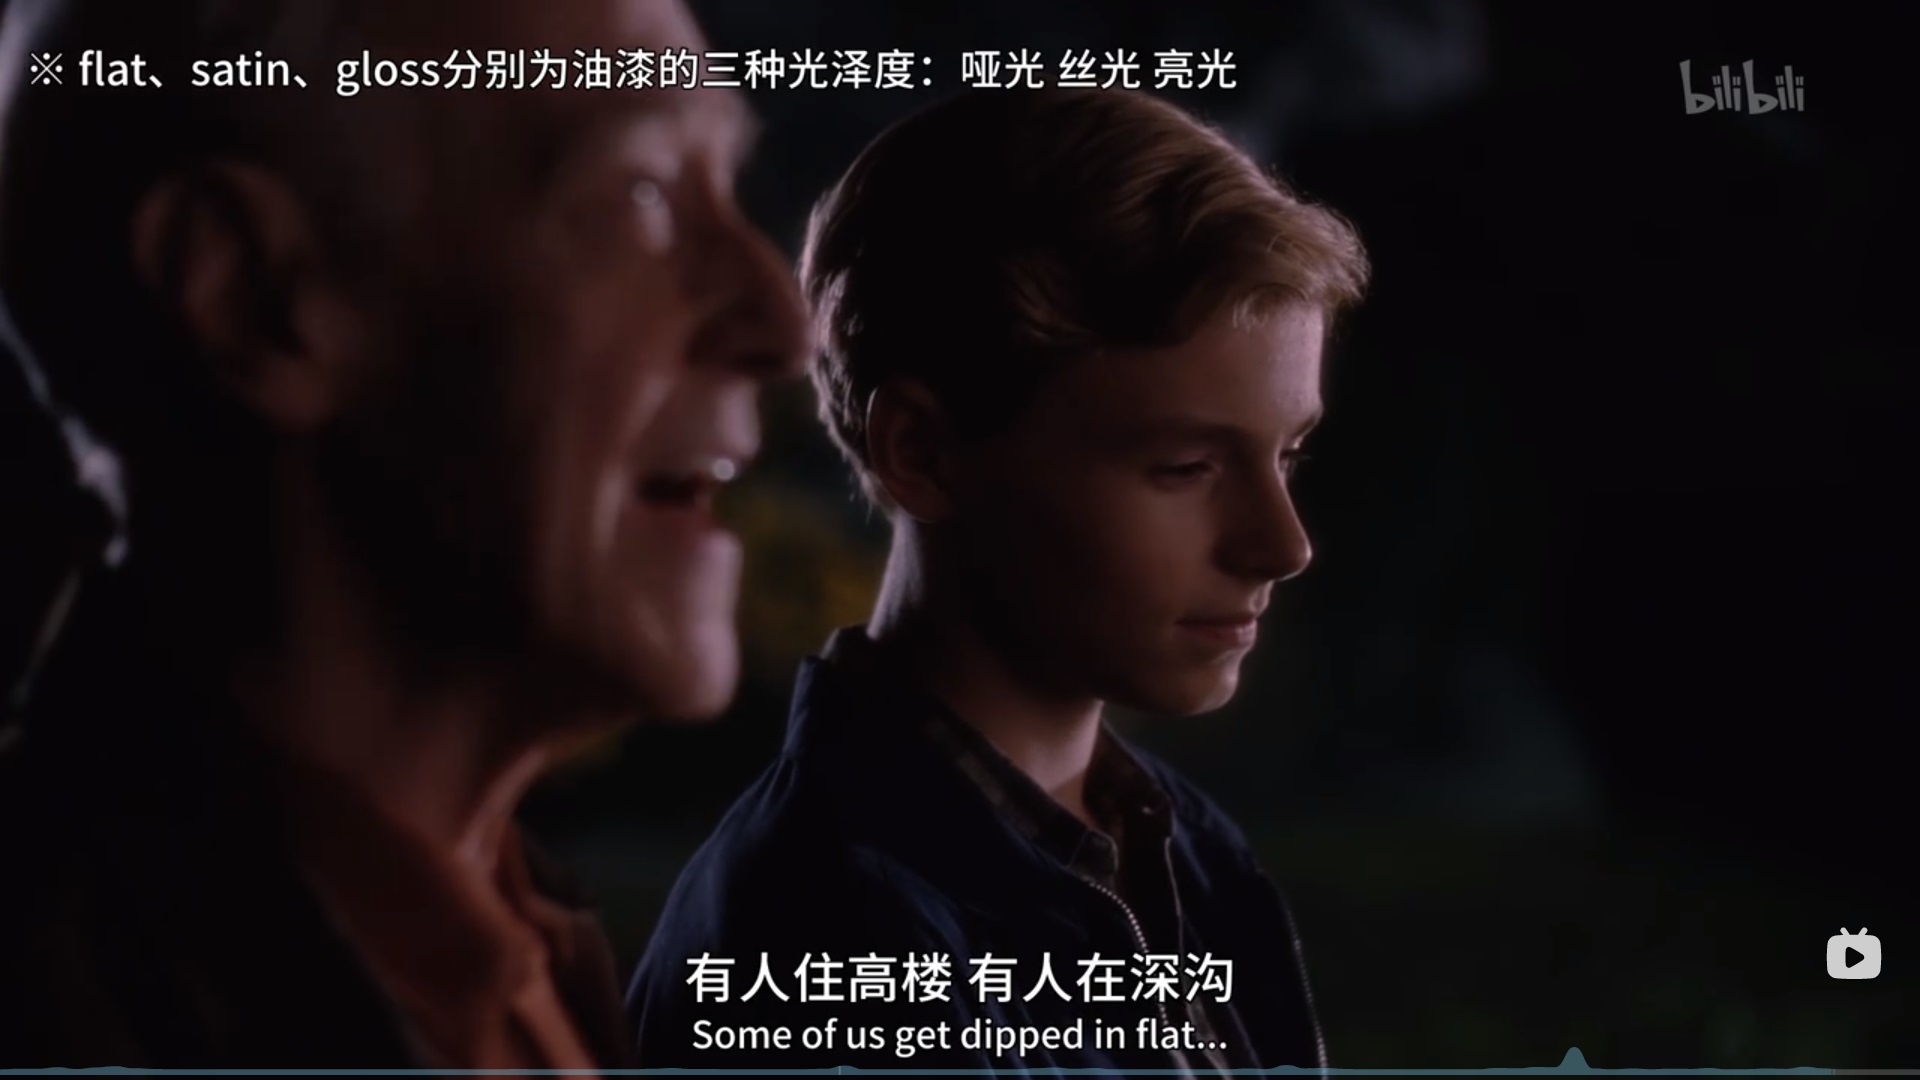 ※ flat、satin、gloss分别为油漆的三种光泽度：哑光 丝光 亮光
bilibili
有人住高楼 有人在深沟
Some of us get dipped in flat...